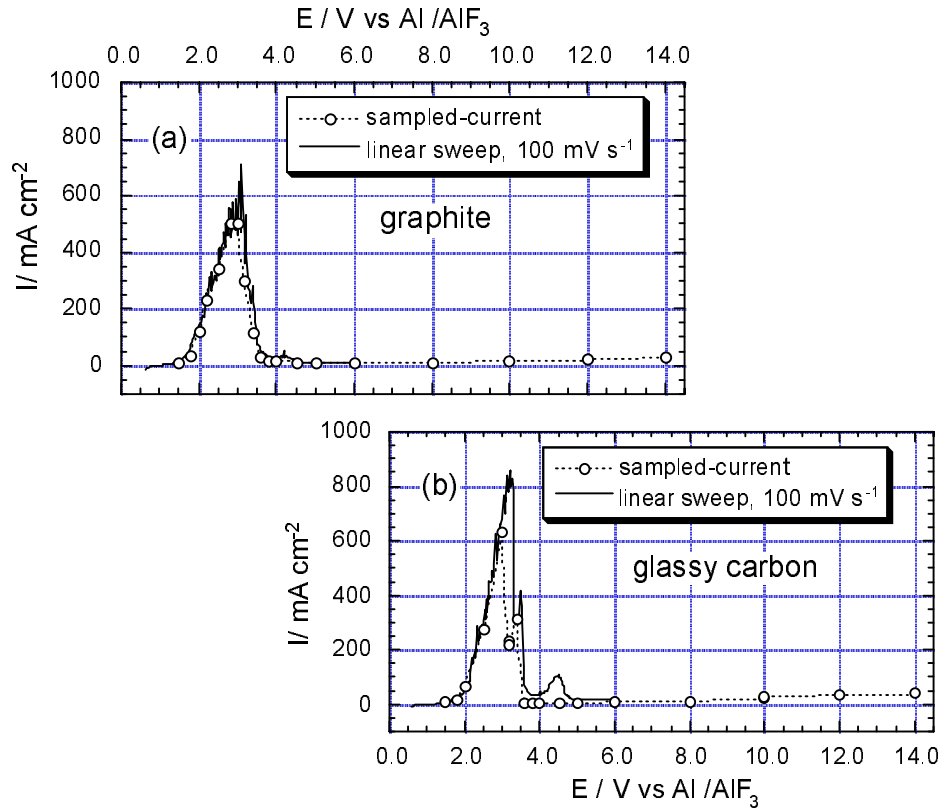 E / V vs Al /AlF3
0.0 2.0 4.0 6.0 8.0 10.0 12.0 14.0
1000
800
600
400
200
0
I/ mA cm-2
(a)
sampled-current
linear sweep, 100 mV s-1
graphite
1000
800
600
400
200
0
I/ mA cm-2
(b)
sampled-current
linear sweep, 100 mV s-1
glassy carbon
0.0 2.0 4.0 6.0 8.0 10.0 12.0 14.0
E / V vs Al /AlF3